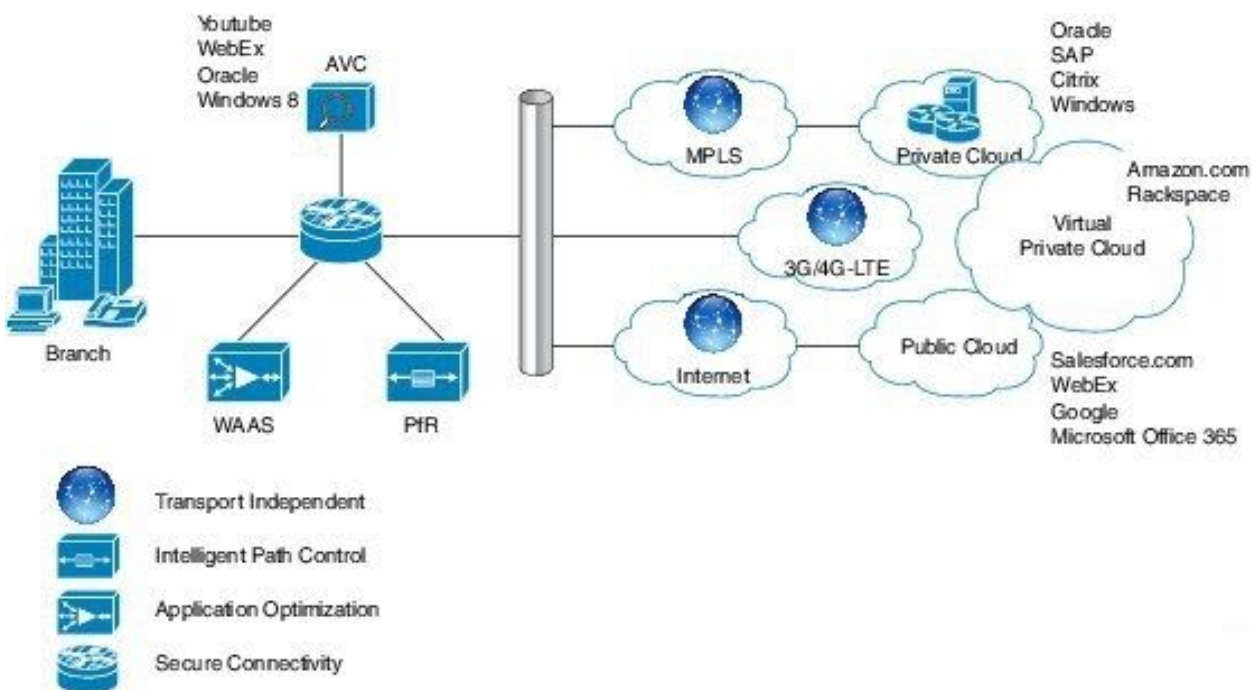 Youtube
WebEx
Oracle
Windows 8
AVC
Branch
WAAS
PfR
MPLS
Private Cloud
3G/4G-LTE
Internet
Public Cloud
Oracle
SAP
Citrix
Windows
Amazon.com
Rackspace
Virtual
Private Cloud
Salesforce.com
WebEx
Google
Microsoft Office 365
Transport Independent
Intelligent Path Control
Application Optimization
Secure Connectivity